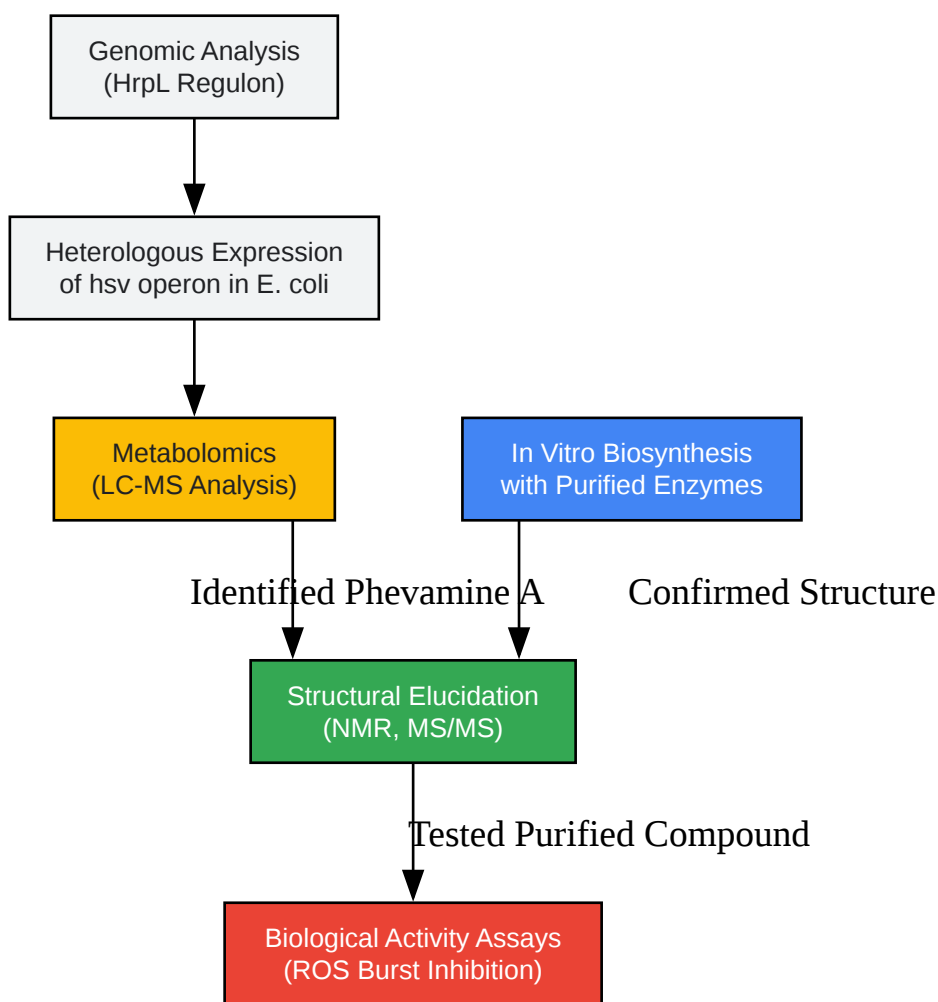 Genomic Analysis
(HrpL Regulon)
Heterologous Expression
of hsv operon in E. coli
Metabolomics
(LC-MS Analysis)
In Vitro Biosynthesis
with Purified Enzymes
Identified Phevamine A
Confirmed Structure
Structural Elucidation
(NMR, MS/MS)
Tested Purified Compound
Biological Activity Assays
(ROS Burst Inhibition)